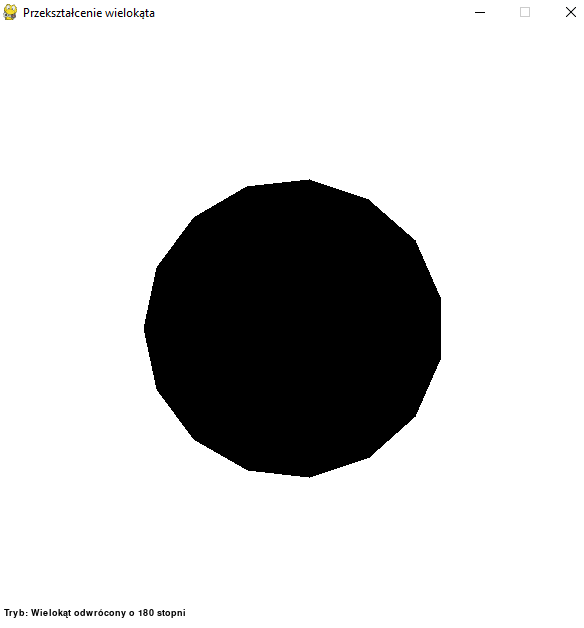 Przekształcenie wielokąta
Tryb: Wielokąt odwrócony o 180 stopni